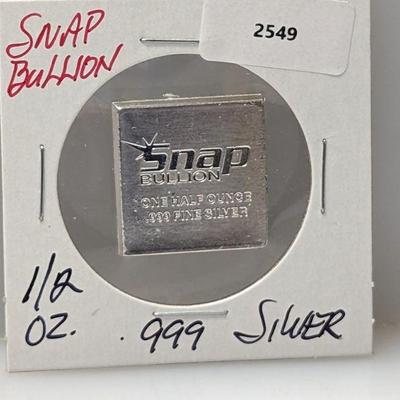 SNAP
BULLION
2549
Snap
BULLION
ONE HALF OUNCE
.999 FINE SILVER
1/2
OZ. .999 SILVER